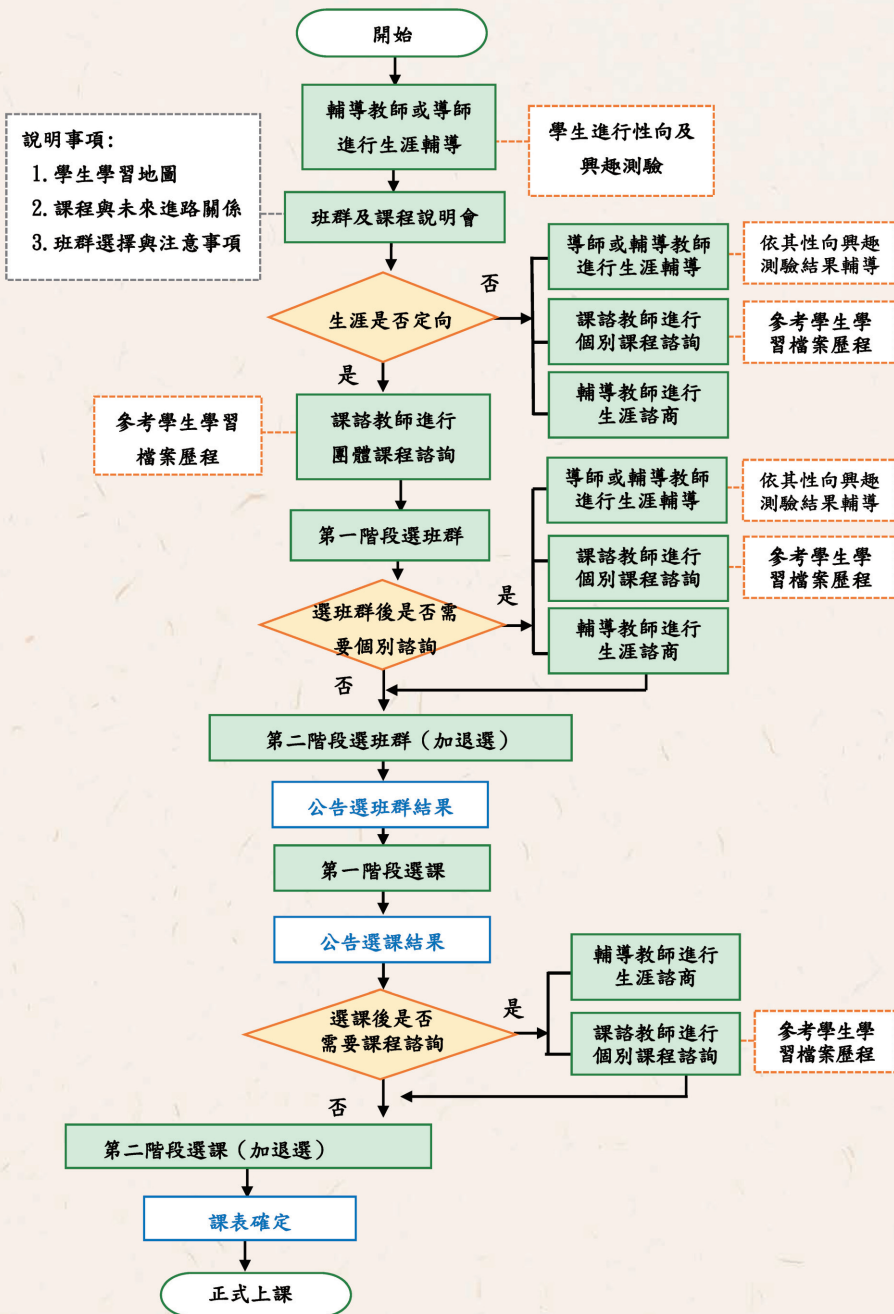 開始
輔導教師或導師
進行生涯輔導
學生進行性向及
興趣測驗
說明事項:
1.學生學習地圖
2.課程與未來進路關係
3.班群選擇與注意事項
班群及課程說明會
生涯是否定向
否
導師或輔導教師
進行生涯輔導
依其性向興趣
測驗結果輔導
課諮教師進行
個別課程諮詢
參考學生學
習檔案歷程
輔導教師進行
生涯諮商
是
參考學生學習
檔案歷程
課諮教師進行
團體課程諮詢
第一階段選班群
選班群後是否需
要個別諮詢
是
導師或輔導教師
進行生涯輔導
依其性向興趣
測驗結果輔導
課諮教師進行
個別課程諮詢
參考學生學
習檔案歷程
輔導教師進行
生涯諮商
否
第二階段選班群（加退選）
公告選班群結果
第一階段選課
公告選課結果
選課後是否
需要課程諮詢
是
輔導教師進行
生涯諮商
課諮教師進行
個別課程諮詢
參考學生學
習檔案歷程
否
第二階段選課（加退選）
課表確定
正式上課